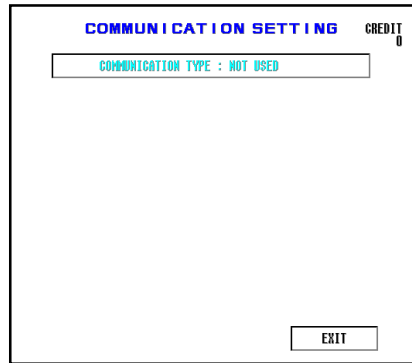 COMMUNICATION SETTING
CREDIT
0
COMMUNICATION TYPE : NOT USED
EXIT